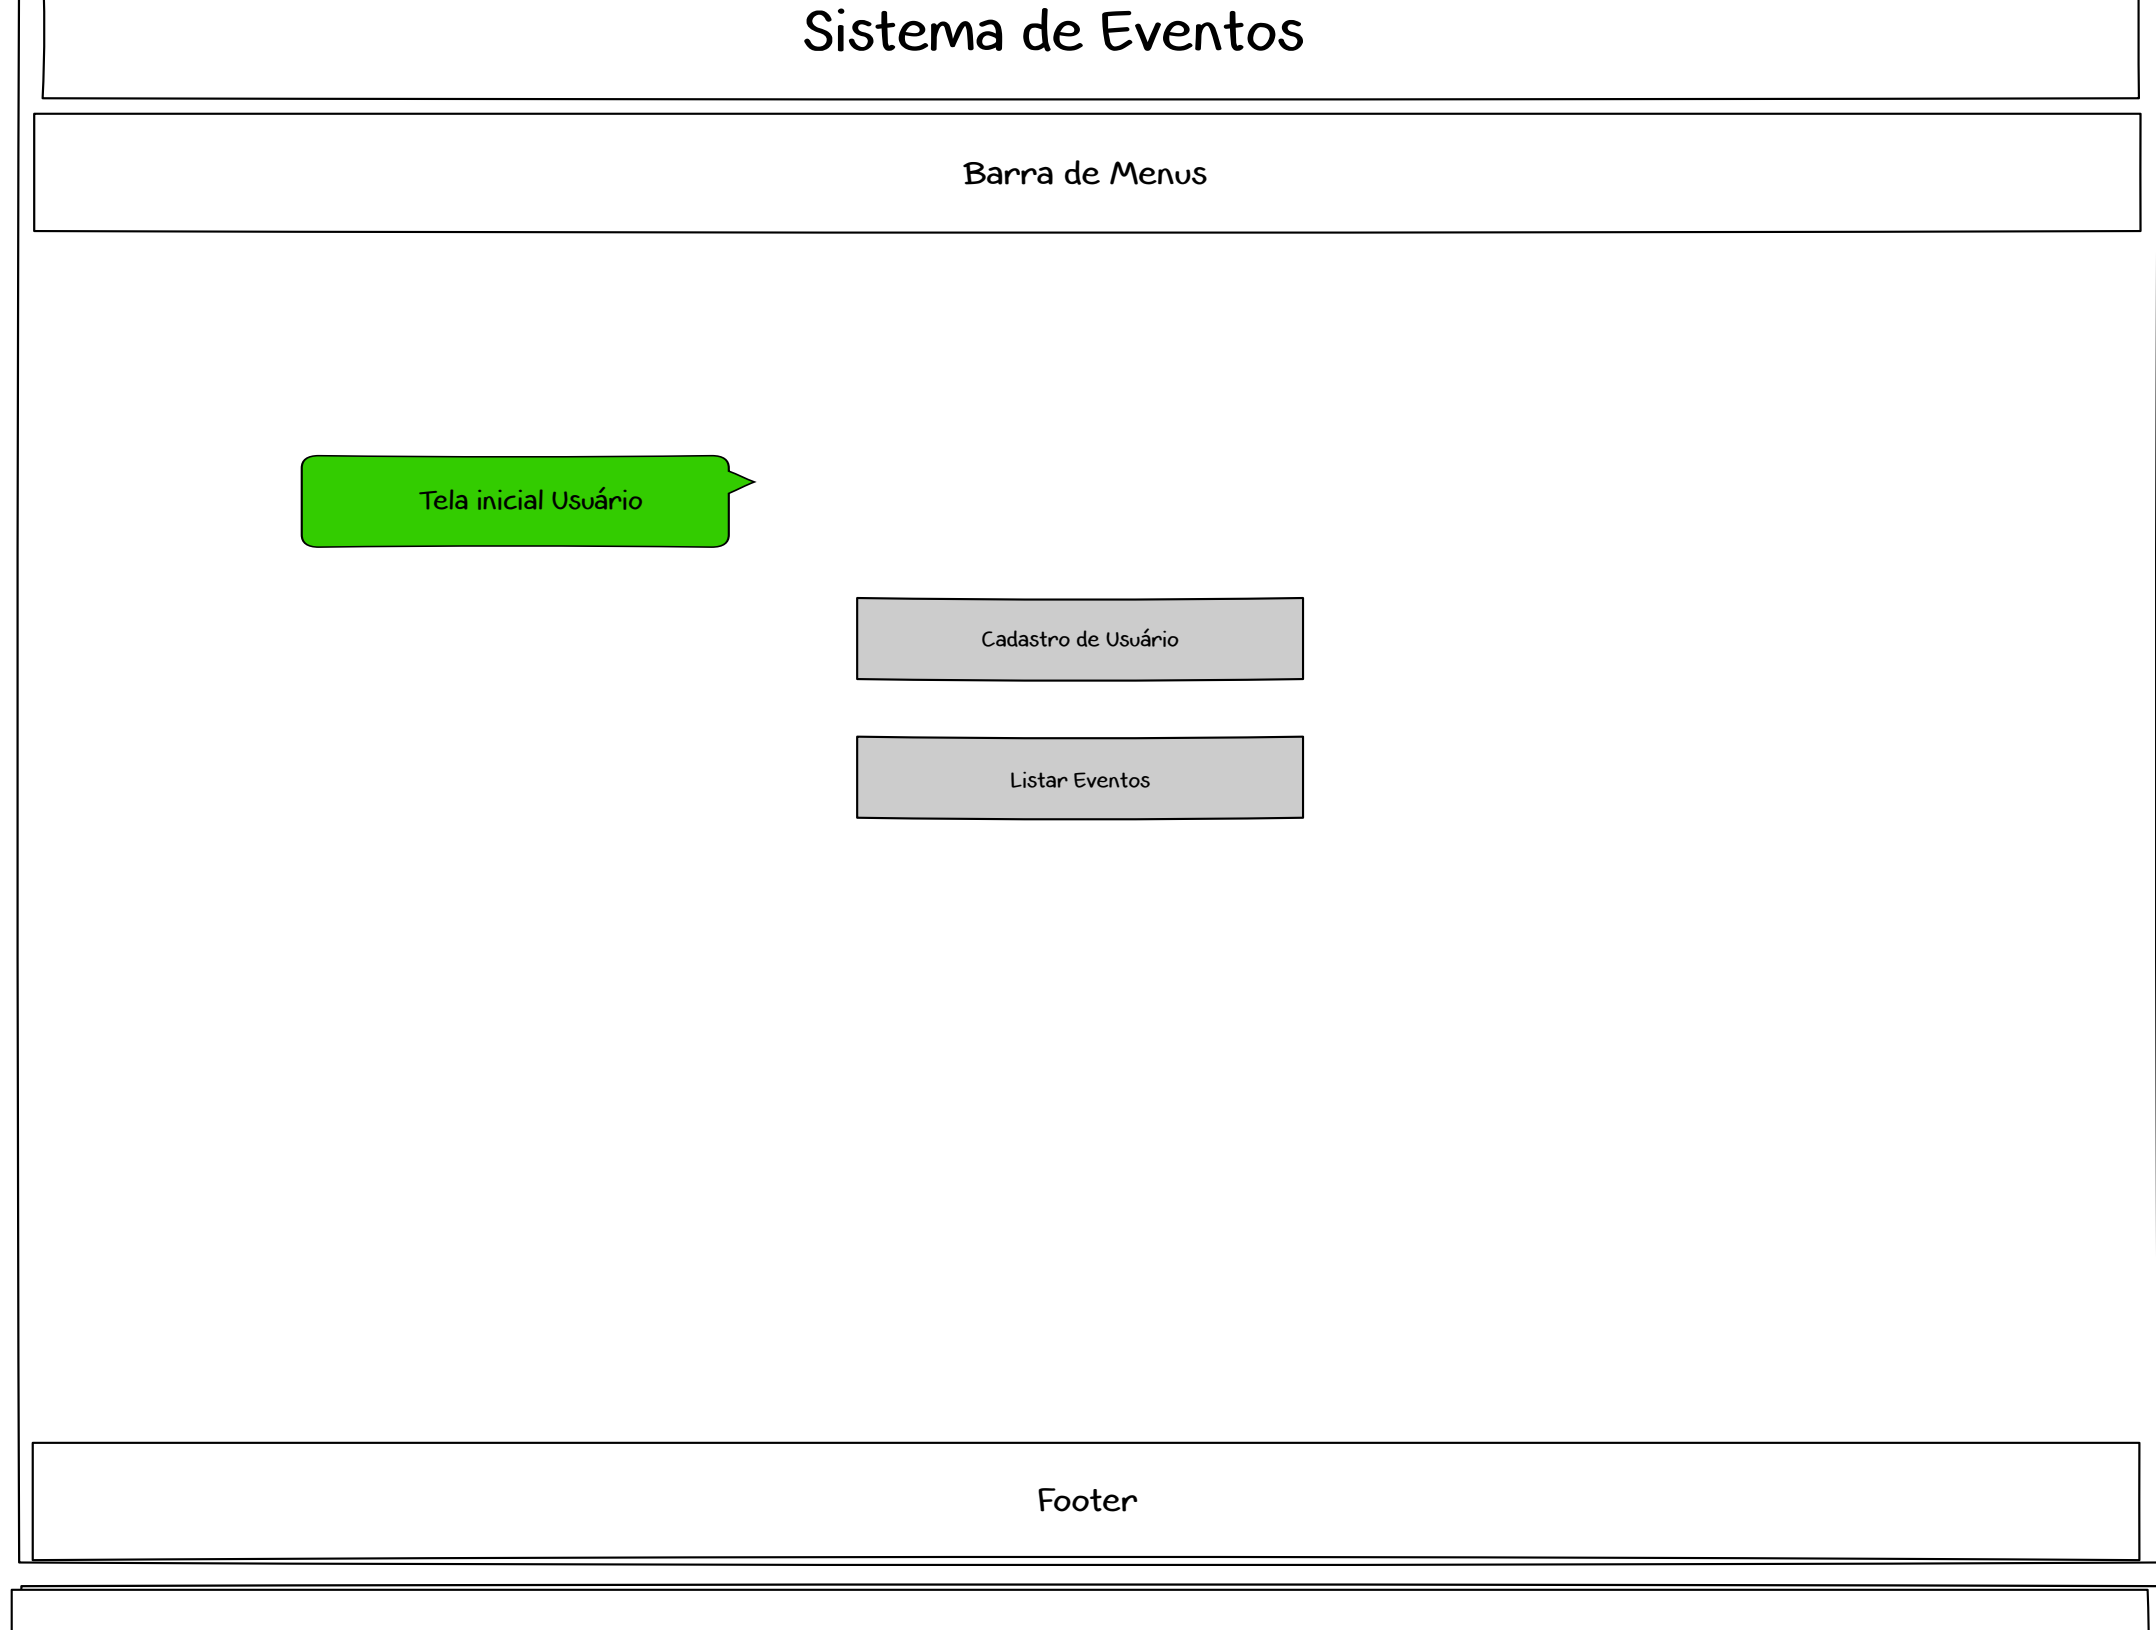 Sistema de Eventos
Barra de Menus
Tela inicial Usuário
Cadastro de Usuário
Listar Eventos
Footer